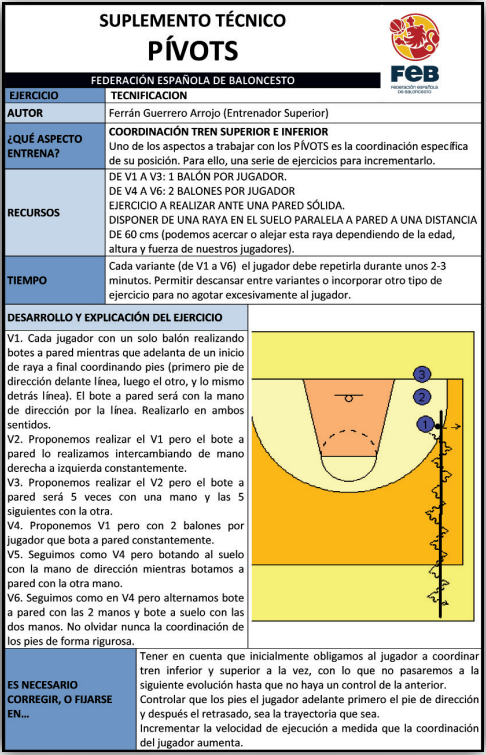 SUPLEMENTO TÉCNICO
PÍVOTS
FEB
FEDERACIÓN ESPAÑOLA
DE BALONCESTO
FEDERACIÓN ESPAÑOLA DE BALONCESTO
EJERCICIO
TECNIFICACION
AUTOR
Ferrán Guerrero Arrojo (Entrenador Superior)
¿QUÉ ASPECTO
ENTRENA?
COORDINACIÓN TREN SUPERIOR E INFERIOR
Uno de los aspectos a trabajar con los PÍVOTS es la coordinación específica
de su posición. Para ello, una serie de ejercicios para incrementarlo.
RECURSOS
DE V1 A V3: 1 BALÓN POR JUGADOR.
DE V4 A V6: 2 BALONES POR JUGADOR
EJERCICIO A REALIZAR ANTE UNA PARED SÓLIDA.
DISPONER DE UNA RAYA EN EL SUELO PARALELA A PARED A UNA DISTANCIA
DE 60 cms (podemos acercar o alejar esta raya dependiendo de la edad,
altura y fuerza de nuestros jugadores).
TIEMPO
Cada variante (de V1 a V6) el jugador debe repetirla durante unos 2-3
minutos. Permitir descansar entre variantes o incorporar otro tipo de
ejercicio para no agotar excesivamente al jugador.
DESARROLLO Y EXPLICACIÓN DEL EJERCICIO
V1. Cada jugador con un solo balón realizando
botes a pared mientras que adelanta de un inicio
de raya a final coordinando pies (primero pie de
dirección delante línea, luego el otro, y lo mismo
detrás línea). El bote a pared será con la mano
de dirección por la línea. Realizarlo en ambos
sentidos.
V2. Proponemos realizar el V1 pero el bote a
pared lo realizamos intercambiando de mano
derecha a izquierda constantemente.
V3. Proponemos realizar el V2 pero el bote a
pared será 5 veces con una mano y las 5
siguientes con la otra.
V4. Proponemos V1 pero con 2 balones por
jugador que bota a pared constantemente.
V5. Seguimos como V4 pero botando al suelo
con la mano de dirección mientras botamos a
pared con la otra mano.
V6. Seguimos como en V4 pero alternamos bote
a pared con las 2 manos y bote a suelo con las
dos manos. No olvidar nunca la coordinación de
los pies de forma rigurosa.
3
2
1
ES NECESARIO
CORREGIR, O FIJARSE
EN...
Tener en cuenta que inicialmente obligamos al jugador a coordinar
tren inferior y superior a la vez, con lo que no pasaremos a la
siguiente evolución hasta que no haya un control de la anterior.
Controlar que los pies el jugador adelante primero el pie de dirección
y después el retrasado, sea la trayectoria que sea.
Incrementar la velocidad de ejecución a medida que la coordinación
del jugador aumenta.